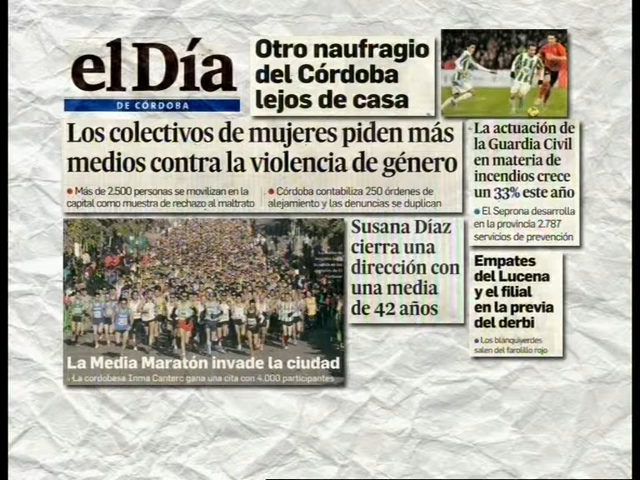 el Día
DE CÓRDOBA
Otro naufragio
del Córdoba
lejos de casa
Los colectivos de mujeres piden más
medios contra la violencia de género
Más de 2.500 personas se movilizan en la
capital como muestra de rechazo al maltrato
Córdoba contabiliza 250 órdenes de
alejamiento y las denuncias se duplican
La actuación de
la Guardia Civil
en materia de
incendios crece
un 33% este año
El Seprona desarrolla
en la provincia 2.787
servicios de prevención
Susana Díaz
cierra una
dirección con
una media
de 42 años
Empates
del Lucena
y el filial
en la previa
del derbi
Los blanquiverdes
salen del farolillo rojo
La Media Maratón invade la ciudad
La cordobesa Inma Canterc gana una cita con 4.000 participantes